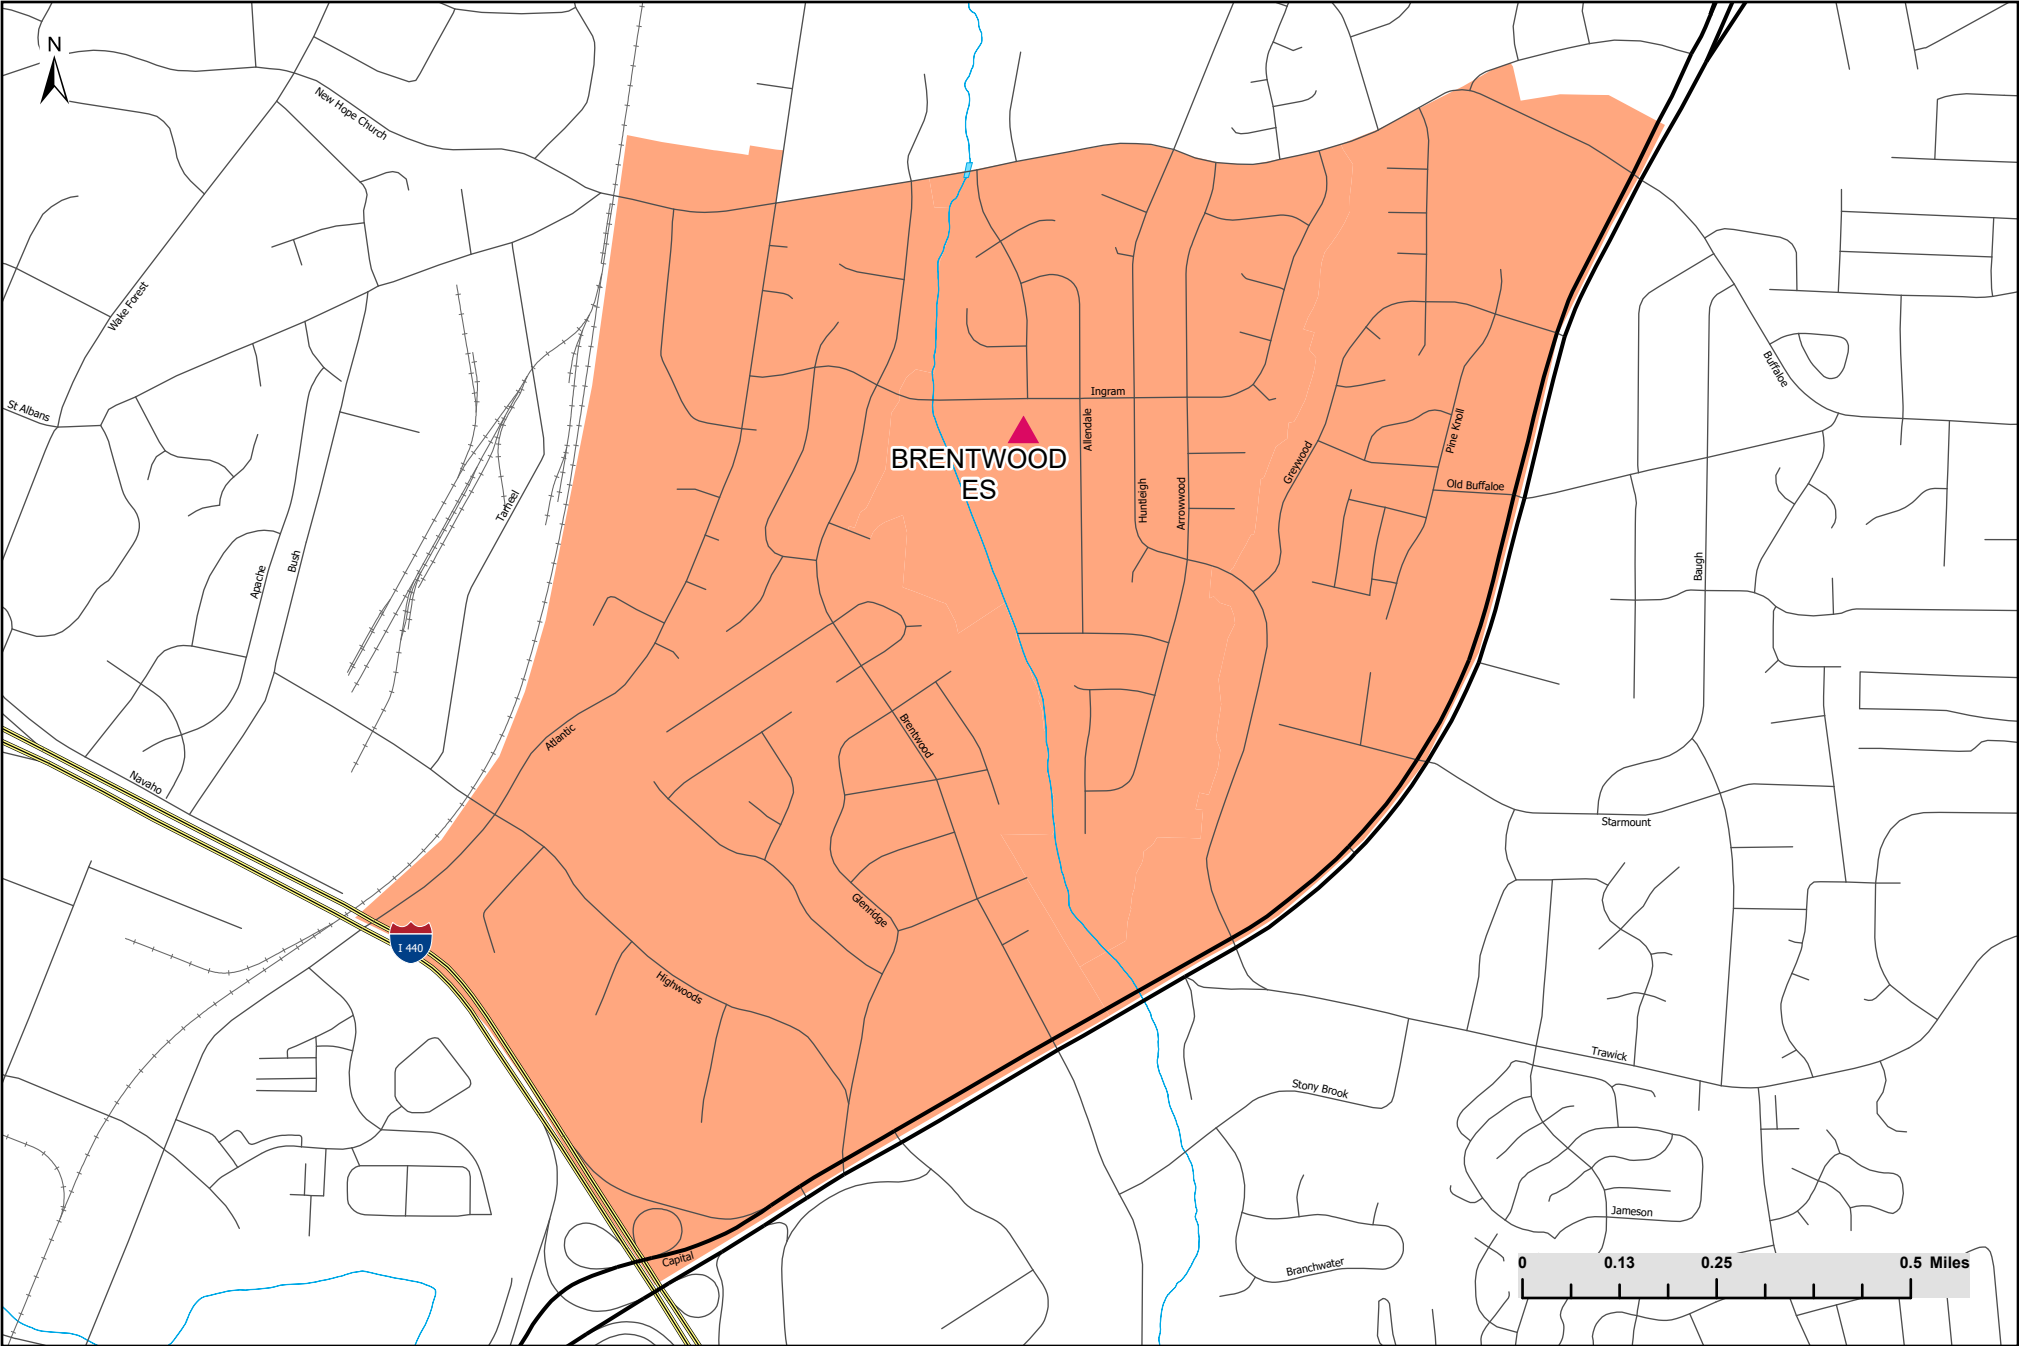 N
New Hope Church
Wake Forest
St Albans
Buffaloe
Ingram
Allendale
BRENTWOOD
ES
Pine Knoll
Greywood
Old Buffaloe
Huntleigh
Arrowwood
Tarheel
Bush
Apache
Baugh
Atlantic
Brentwood
Navaho
Starmount
Glenridge
I 440
Highwoods
Trawick
Stony Brook
Jameson
Capital
Branchwater
0 0.13 0.25 0.5 Miles